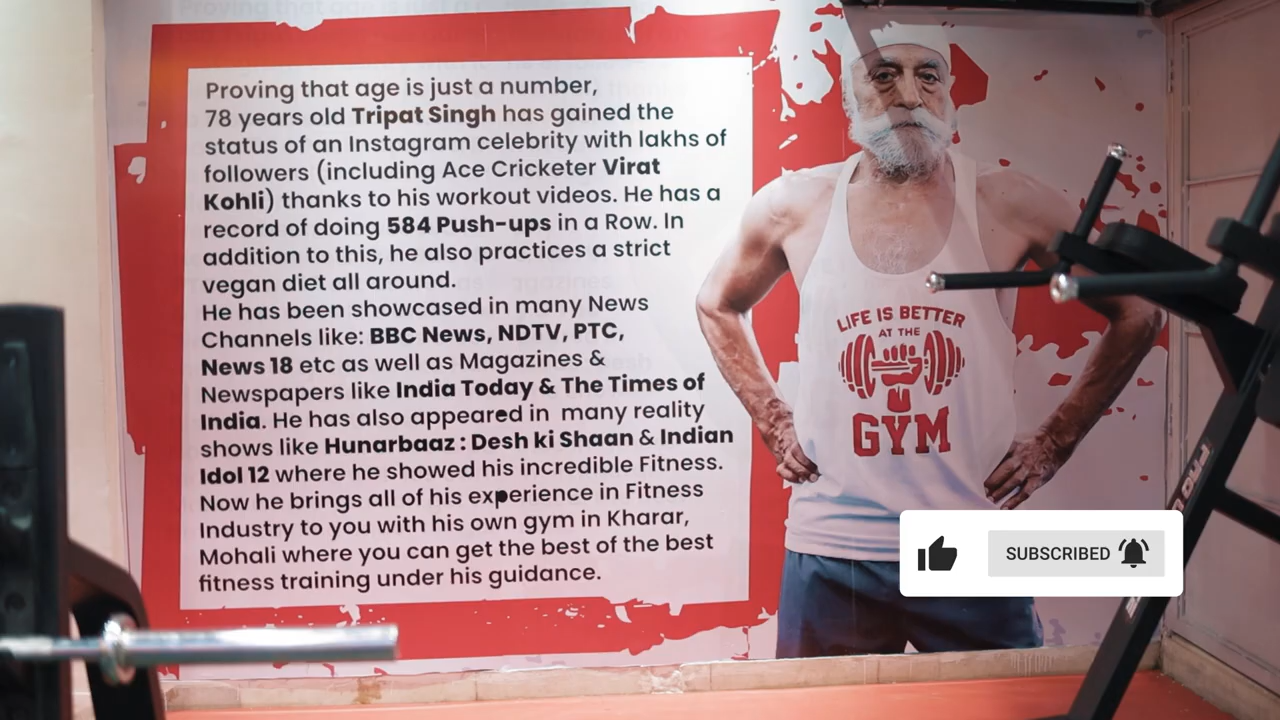 Proving that age is just a number,
78 years old Tripat Singh has gained the
status of an Instagram celebrity with lakhs of
followers (including Ace Cricketer Virat
Kohli) thanks to his workout videos. He has a
record of doing 584 Push-ups in a Row. In
addition to this, he also practices a strict
vegan diet all around.
He has been showcased in many News
Channels like: BBC News, NDTV, PTC,
News 18 etc as well as Magazines &
Newspapers like India Today & The Times of
India. He has also appeared in many reality
shows like Hunarbaaz : Desh ki Shaan & Indian
Idol 12 where he showed his incredible Fitness.
Now he brings all of his experience in Fitness
Industry to you with his own gym in Kharar,
Mohali where you can get the best of the best
fitness training under his guidance.
LIFE IS BETTER
AT THE
GYM
SUBSCRIBED